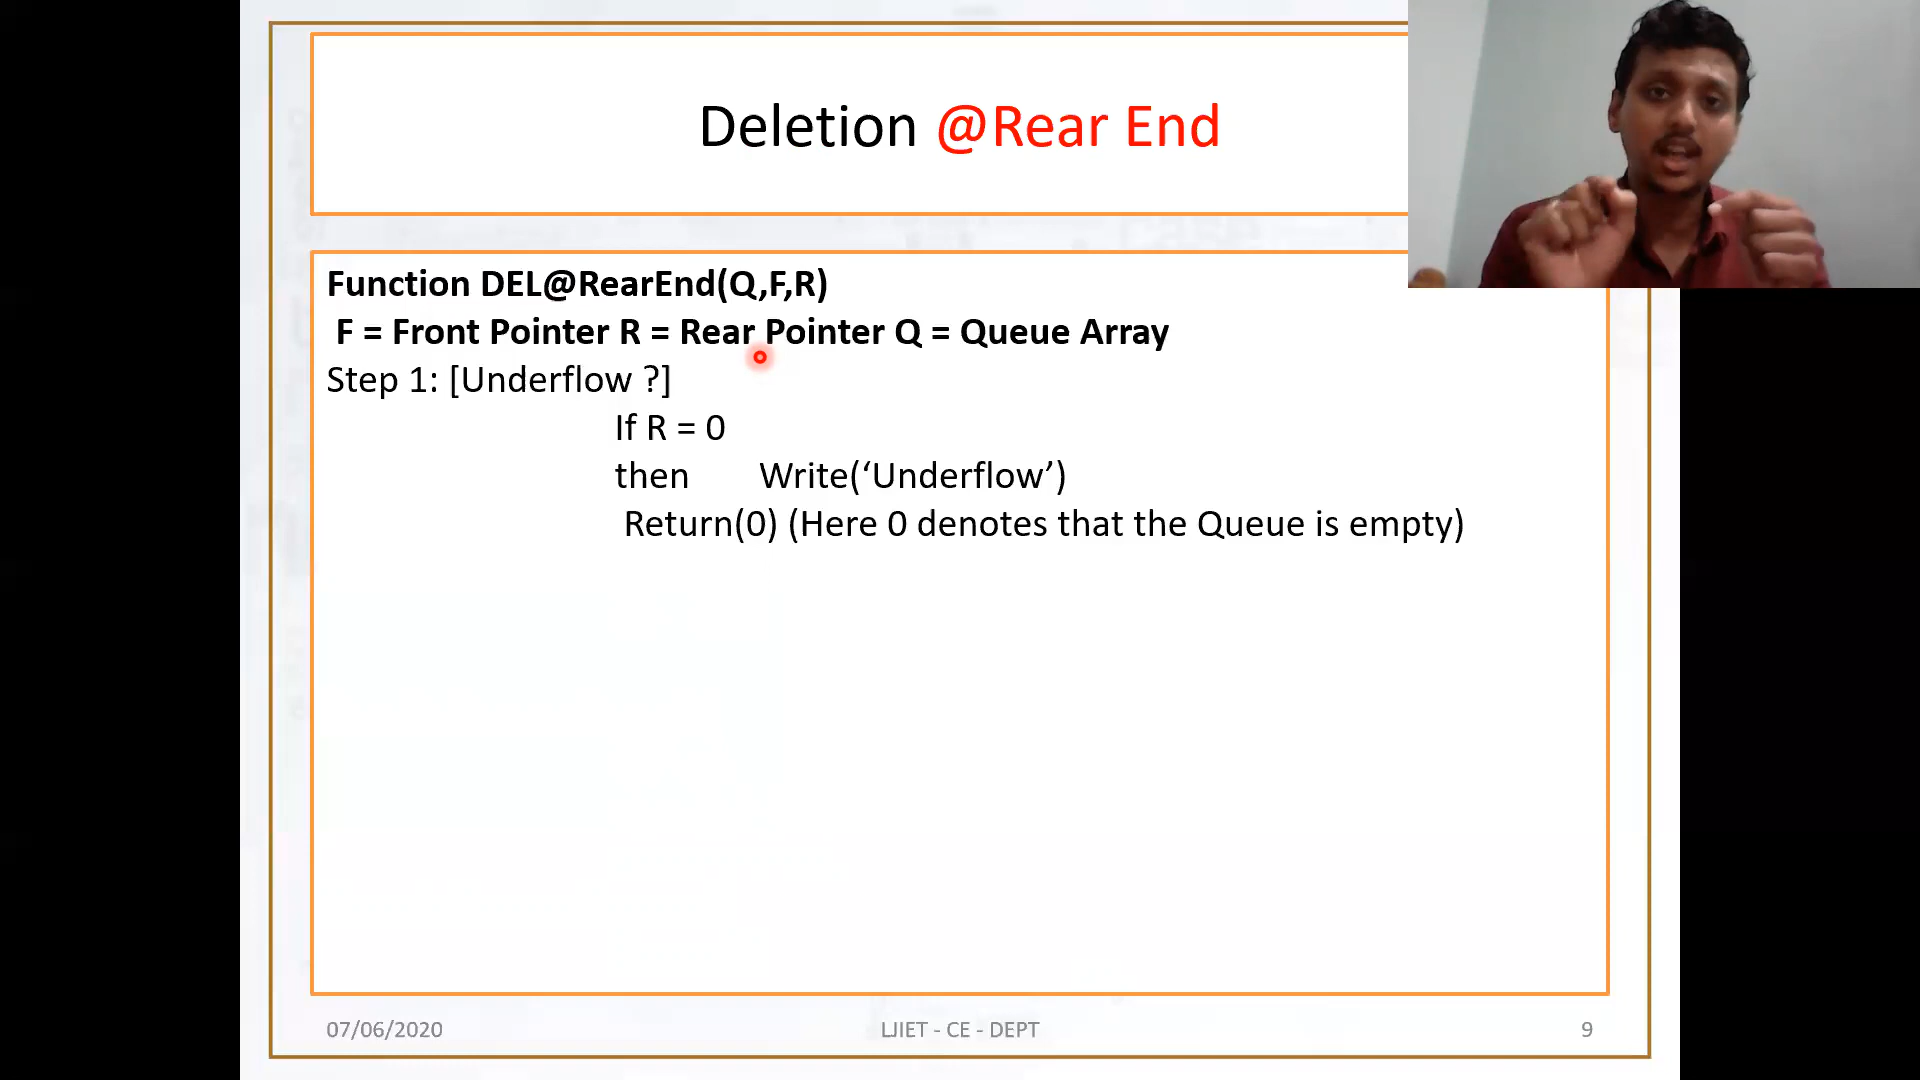 Deletion @Rear End
Function DEL@RearEnd(Q,F,R)
F = Front Pointer R = Rear Pointer Q = Queue Array
Step 1: [Underflow ?]
If R = 0
then Write(‘Underflow’)
Return(0) (Here 0 denotes that the Queue is empty)
07/06/2020
LJIET - CE - DEPT
9